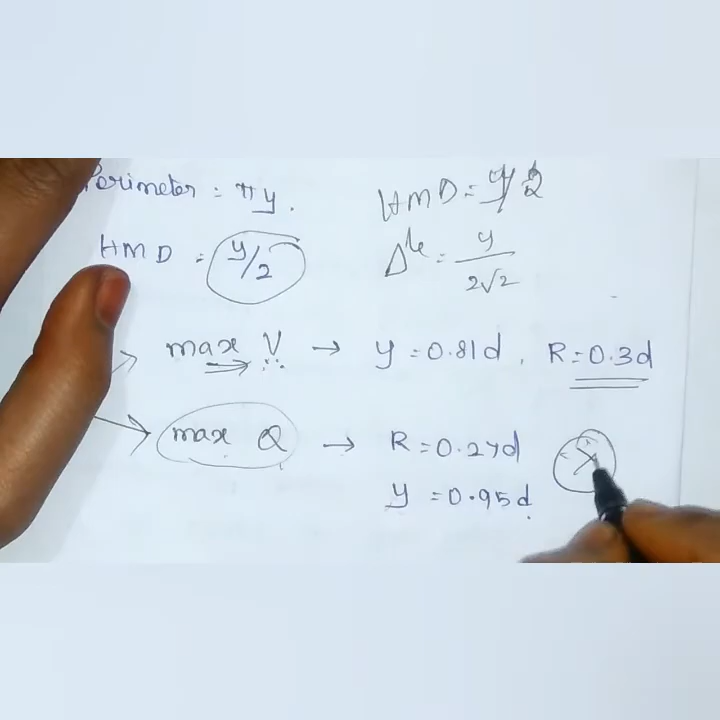 Perimeter = πy.
HMD = y/2
HMD = y/2
Δle = y/2√2
max V → y = 0.81d, R = 0.3d
max Q → R = 0.27d
y = 0.95d